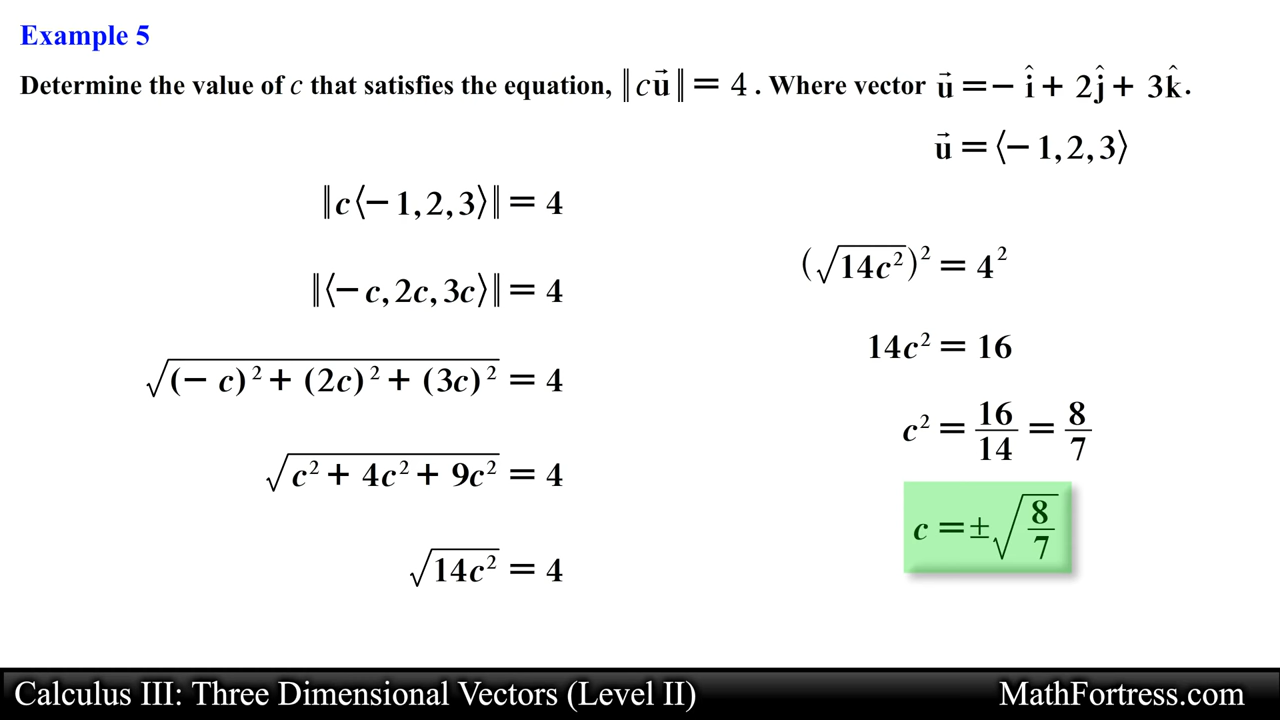 Example 5
Determine the value of c that satisfies the equation, ‖cu⃗‖ = 4 . Where vector u⃗ = − î + 2ĵ + 3k̂ .
u⃗ = ⟨− 1, 2, 3⟩
‖c⟨− 1, 2, 3⟩‖ = 4
‖⟨− c, 2c, 3c⟩‖ = 4
√((− c)² + (2c)² + (3c)²) = 4
√(c² + 4c² + 9c²) = 4
√(14c²) = 4
(√(14c²))² = 4²
14c² = 16
c² = 16/14 = 8/7
c = ±√(8/7)
Calculus III: Three Dimensional Vectors (Level II)
MathFortress.com